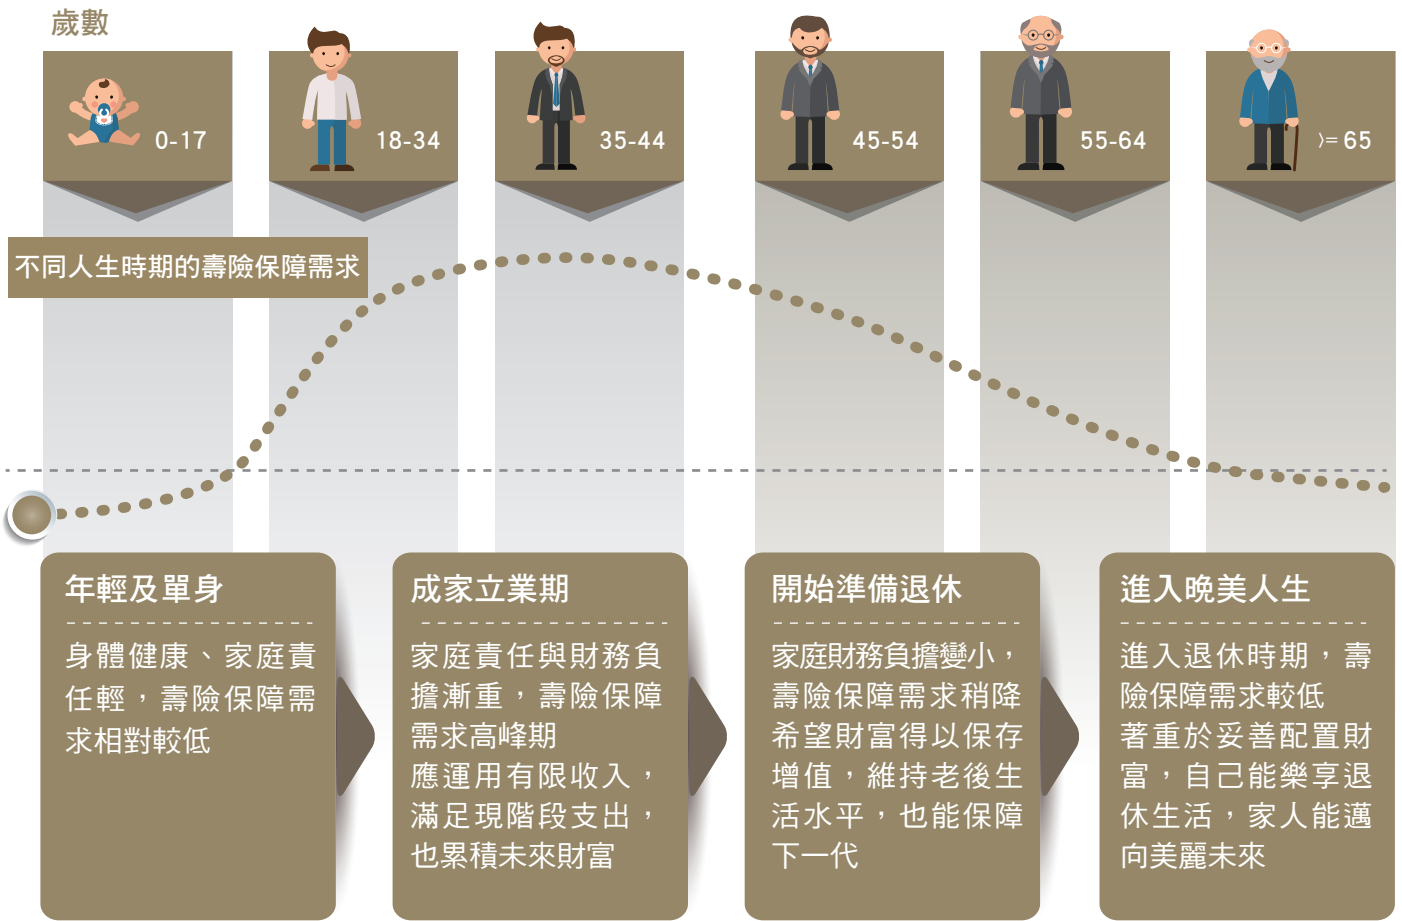 歲數
0-17
18-34
35-44
45-54
55-64
>= 65
不同人生時期的壽險保障需求
年輕及單身
身體健康、家庭責
任輕，壽險保障需
求相對較低
成家立業期
家庭責任與財務負
擔漸重，壽險保障
需求高峰期
應運用有限收入，
滿足現階段支出，
也累積未來財富
開始準備退休
家庭財務負擔變小，
壽險保障需求稍降
希望財富得以保存
增值，維持老後生
活水平，也能保障
下一代
進入晚美人生
進入退休時期，壽
險保障需求較低
著重於妥善配置財
富，自己能樂享退
休生活，家人能邁
向美麗未來